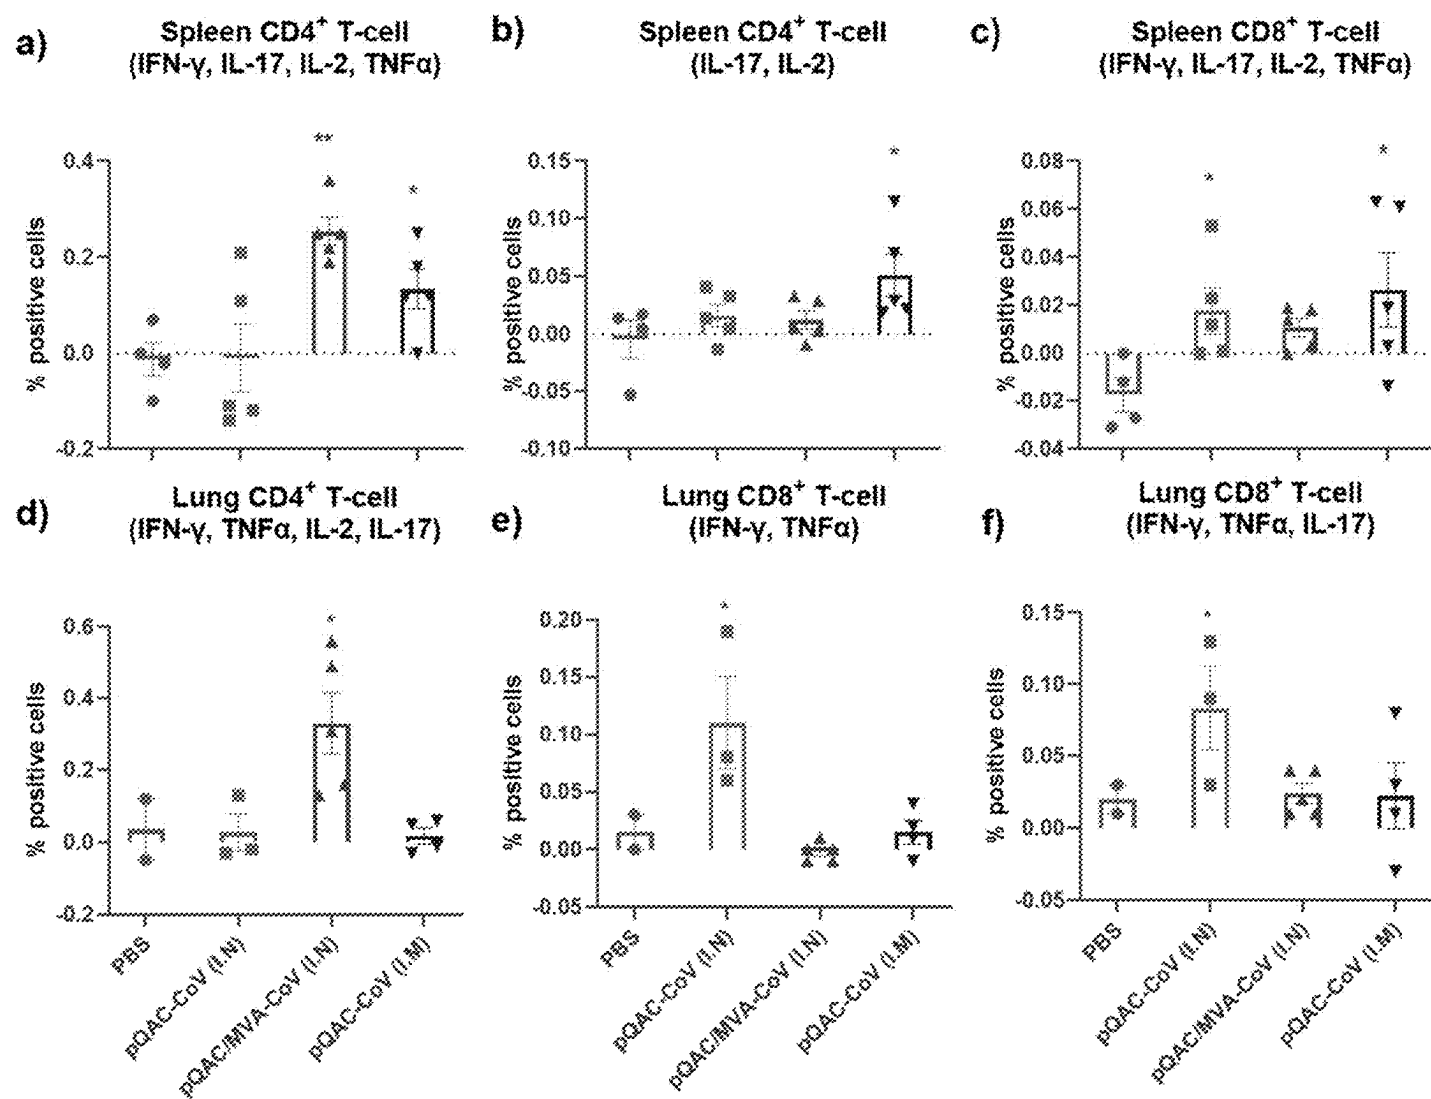 a)
Spleen CD4+ T-cell
(IFN-γ, IL-17, IL-2, TNFα)
% positive cells
0.4
0.2
0.0
-0.2
**
*
b)
Spleen CD4+ T-cell
(IL-17, IL-2)
% positive cells
0.15
0.10
0.05
0.00
-0.05
-0.10
*
c)
Spleen CD8+ T-cell
(IFN-γ, IL-17, IL-2, TNFα)
% positive cells
0.08
0.06
0.04
0.02
0.00
-0.02
-0.04
*
*
d)
Lung CD4+ T-cell
(IFN-γ, TNFα, IL-2, IL-17)
% positive cells
0.6
0.4
0.2
0.0
-0.2
*
PBS
pQAC-CoV (I.N)
pQAC/MVA-CoV (I.N)
pQAC-CoV (I.M)
e)
Lung CD8+ T-cell
(IFN-γ, TNFα)
% positive cells
0.20
0.15
0.10
0.05
0.00
-0.05
*
PBS
pQAC-CoV (I.N)
pQAC/MVA-CoV (I.N)
pQAC-CoV (I.M)
f)
Lung CD8+ T-cell
(IFN-γ, TNFα, IL-17)
% positive cells
0.15
0.10
0.05
0.00
-0.05
*
PBS
pQAC-CoV (I.N)
pQAC/MVA-CoV (I.N)
pQAC-CoV (I.M)